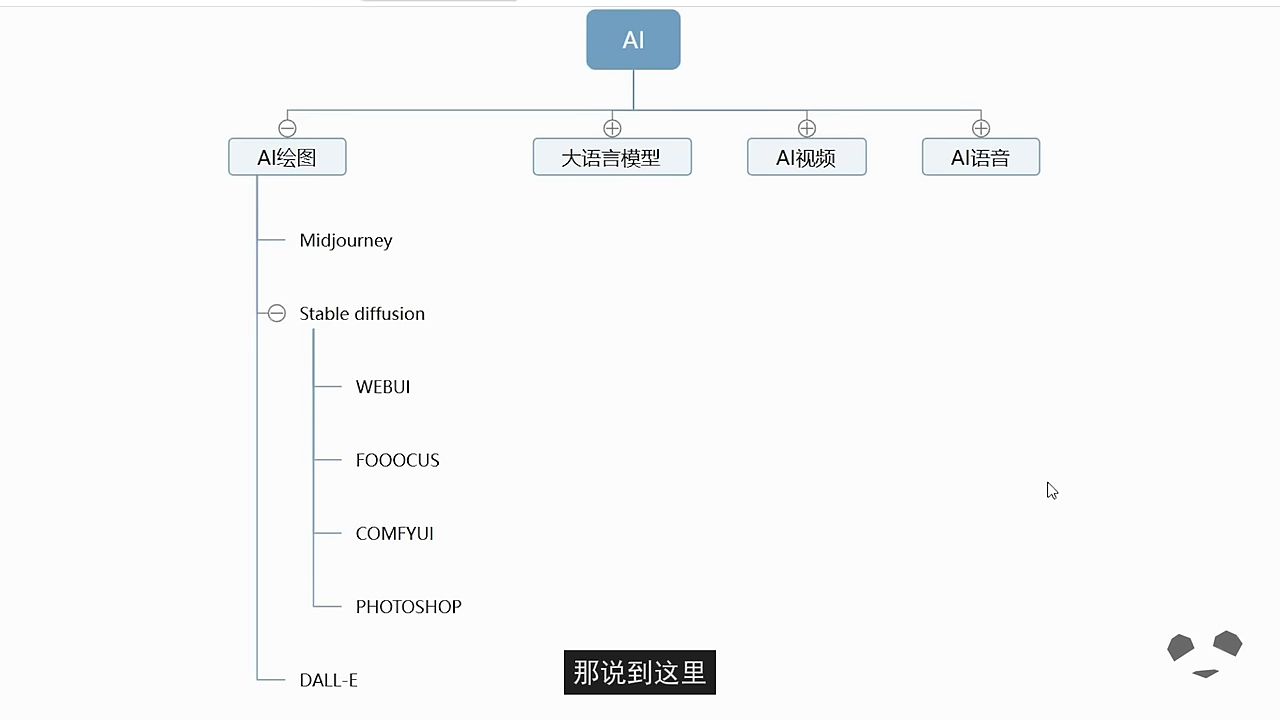 AI
AI绘图
大语言模型
AI视频
AI语音
Midjourney
Stable diffusion
WEBUI
FOOOCUS
COMFYUI
PHOTOSHOP
DALL-E
那说到这里